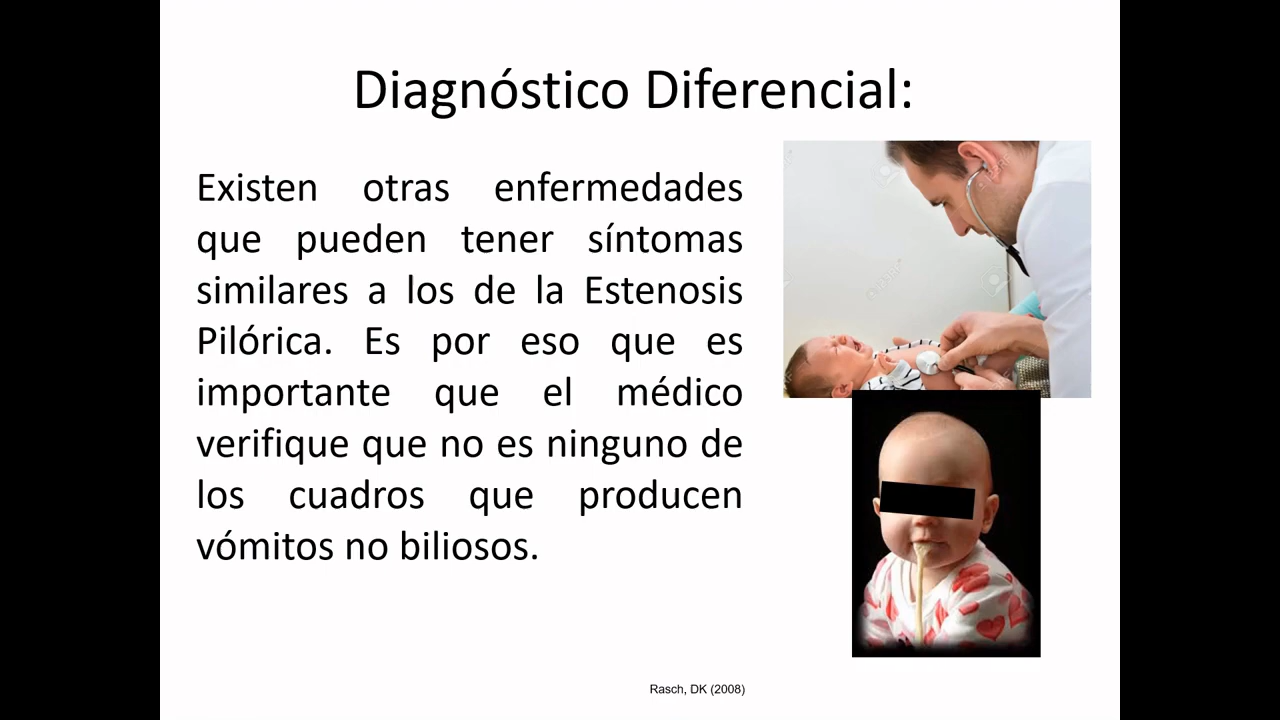 Diagnóstico Diferencial:
Existen otras enfermedades
que pueden tener síntomas
similares a los de la Estenosis
Pilórica. Es por eso que es
importante que el médico
verifique que no es ninguno de
los cuadros que producen
vómitos no biliosos.
Rasch, DK (2008)